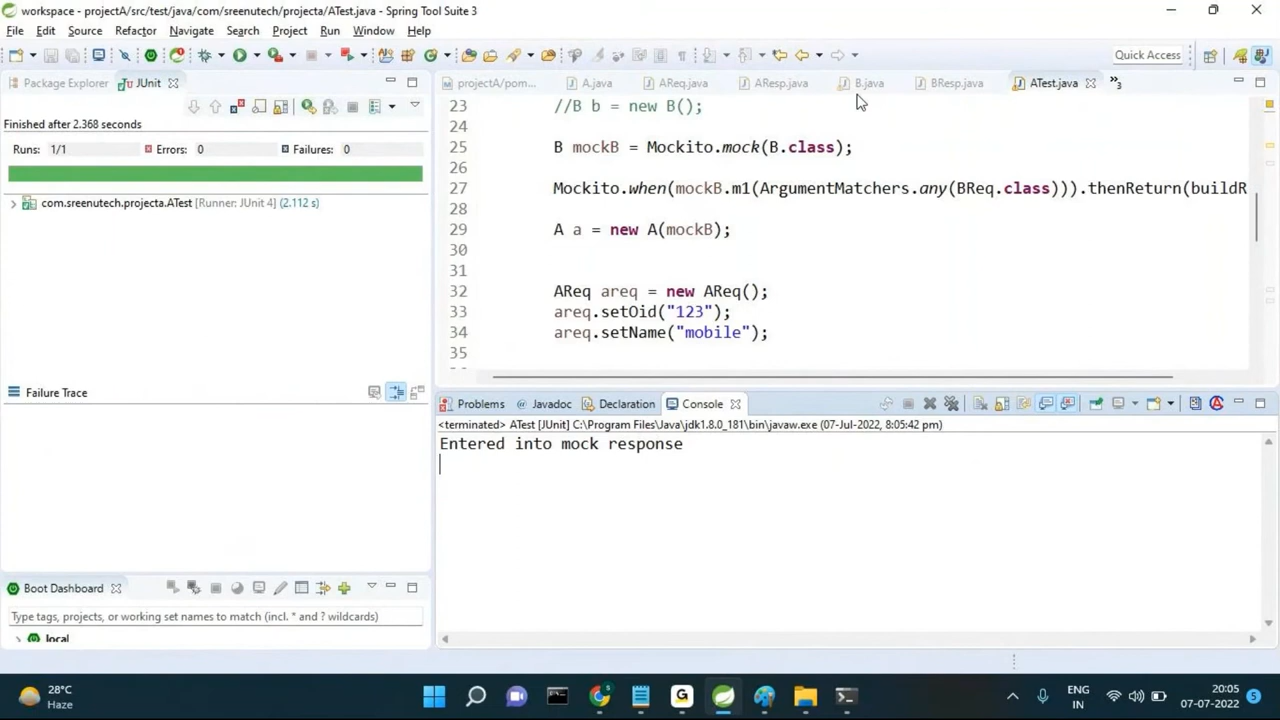 workspace - projectA/src/test/java/com/sreenutech/projecta/ATest.java - Spring Tool Suite 3
File Edit Source Refactor Navigate Search Project Run Window Help
Quick Access
Package Explorer JUnit
projectA/pom... A.java AReq.java AResp.java B.java BResp.java ATest.java »3
Finished after 2.368 seconds
Runs: 1/1 Errors: 0 Failures: 0
com.sreenutech.projecta.ATest [Runner: JUnit 4] (2.112 s)
Failure Trace
23 //B b = new B();
24
25 B mockB = Mockito.mock(B.class);
26
27 Mockito.when(mockB.m1(ArgumentMatchers.any(BReq.class))).thenReturn(buildR
28
29 A a = new A(mockB);
30
31
32 AReq areq = new AReq();
33 areq.setOid("123");
34 areq.setName("mobile");
35
Problems Javadoc Declaration Console
<terminated> ATest [JUnit] C:\Program Files\Java\jdk1.8.0_181\bin\javaw.exe (07-Jul-2022, 8:05:42 pm)
Entered into mock response
Boot Dashboard
Type tags, projects, or working set names to match (incl. * and ? wildcards)
local
28°C
Haze
ENG
IN
20:05
07-07-2022
5